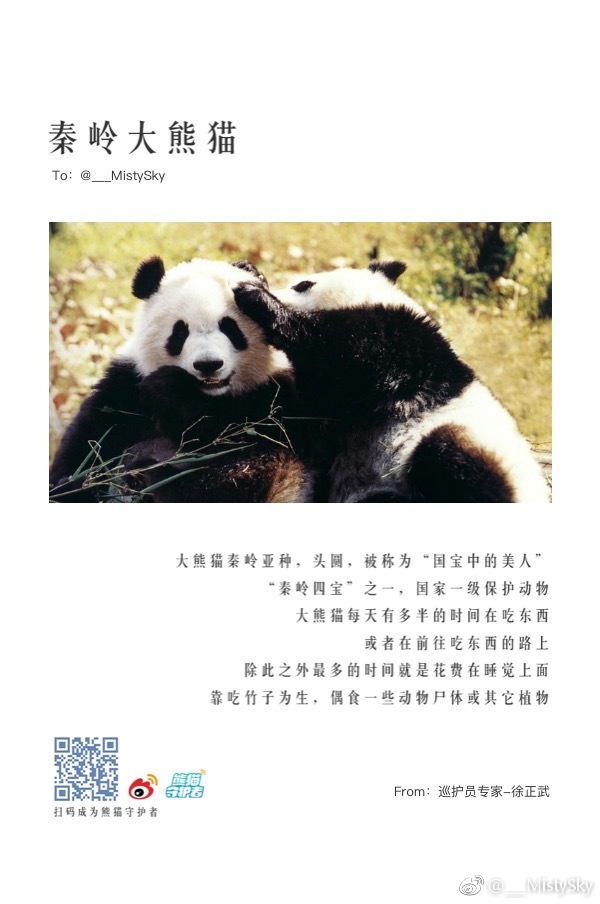 秦岭大熊猫
To：@___MistySky
大熊猫秦岭亚种，头圆，被称为“国宝中的美人”
“秦岭四宝”之一，国家一级保护动物
大熊猫每天有多半的时间在吃东西
或者在前往吃东西的路上
除此之外最多的时间就是花费在睡觉上面
靠吃竹子为生，偶食一些动物尸体或其它植物
熊猫
守护者
扫码成为熊猫守护者
From：巡护员专家-徐正武
@___MistySky